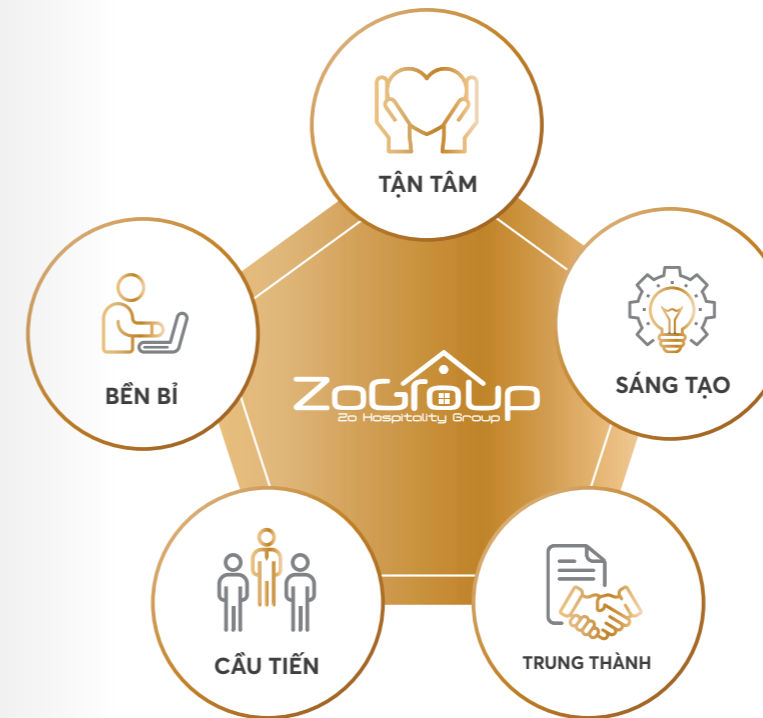 TẬN TÂM
BỀN BỈ
SÁNG TẠO
ZoGroup
Zo Hospitality Group
CẦU TIẾN
TRUNG THÀNH